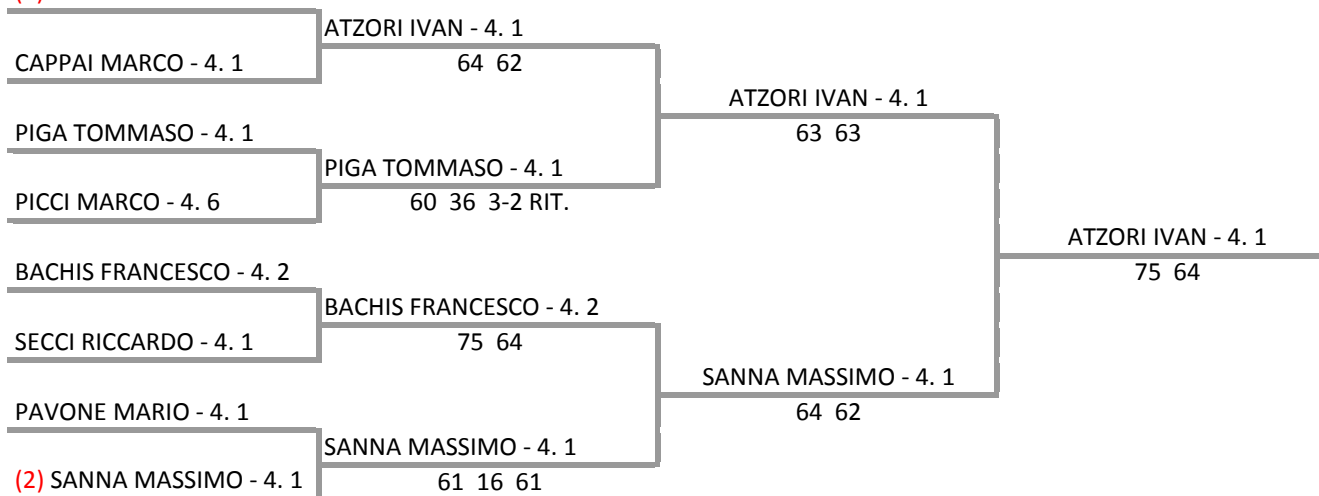 ATZORI IVAN - 4. 1
CAPPAI MARCO - 4. 1
64 62
ATZORI IVAN - 4. 1
PIGA TOMMASO - 4. 1
63 63
PIGA TOMMASO - 4. 1
PICCI MARCO - 4. 6
60 36 3-2 RIT.
ATZORI IVAN - 4. 1
BACHIS FRANCESCO - 4. 2
75 64
BACHIS FRANCESCO - 4. 2
SECCI RICCARDO - 4. 1
75 64
SANNA MASSIMO - 4. 1
PAVONE MARIO - 4. 1
64 62
SANNA MASSIMO - 4. 1
(2) SANNA MASSIMO - 4. 1
61 16 61